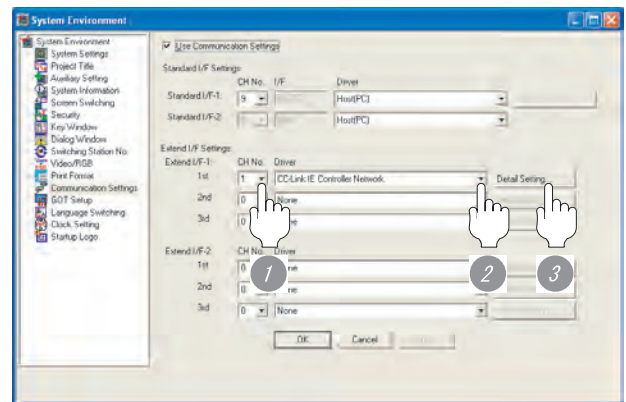 System Environment
System Environment
System Settings
Project Title
Auxiliary Setting
System Information
Screen Switching
Security
Key Window
Dialog Window
Switching Station No.
Video/RGB
Print Format
Communication Settings
GOT Setup
Language Switching
Clock Setting
Startup Logo
Use Communication Settings
Standard I/F Settings
CH No. I/F Driver
Standard I/F-1: 9 Host(PC)
Standard I/F-2: Host(PC)
Extend I/F Settings
Extend I/F-1: CH No. Driver
1st 1 CC-Link IE Controller Network Detail Setting...
2nd 0 None
3rd 0
Extend I/F-2: CH No. Driver
1st 0
2nd 0
3rd 0 None
OK Cancel
1 2 3